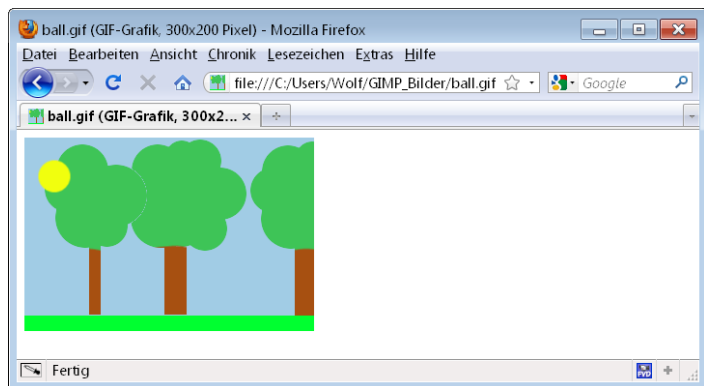 ball.gif (GIF-Grafik, 300x200 Pixel) - Mozilla Firefox
Datei Bearbeiten Ansicht Chronik Lesezeichen Extras Hilfe
file:///C:/Users/Wolf/GIMP_Bilder/ball.gif Google
ball.gif (GIF-Grafik, 300x2...
Fertig
FVD